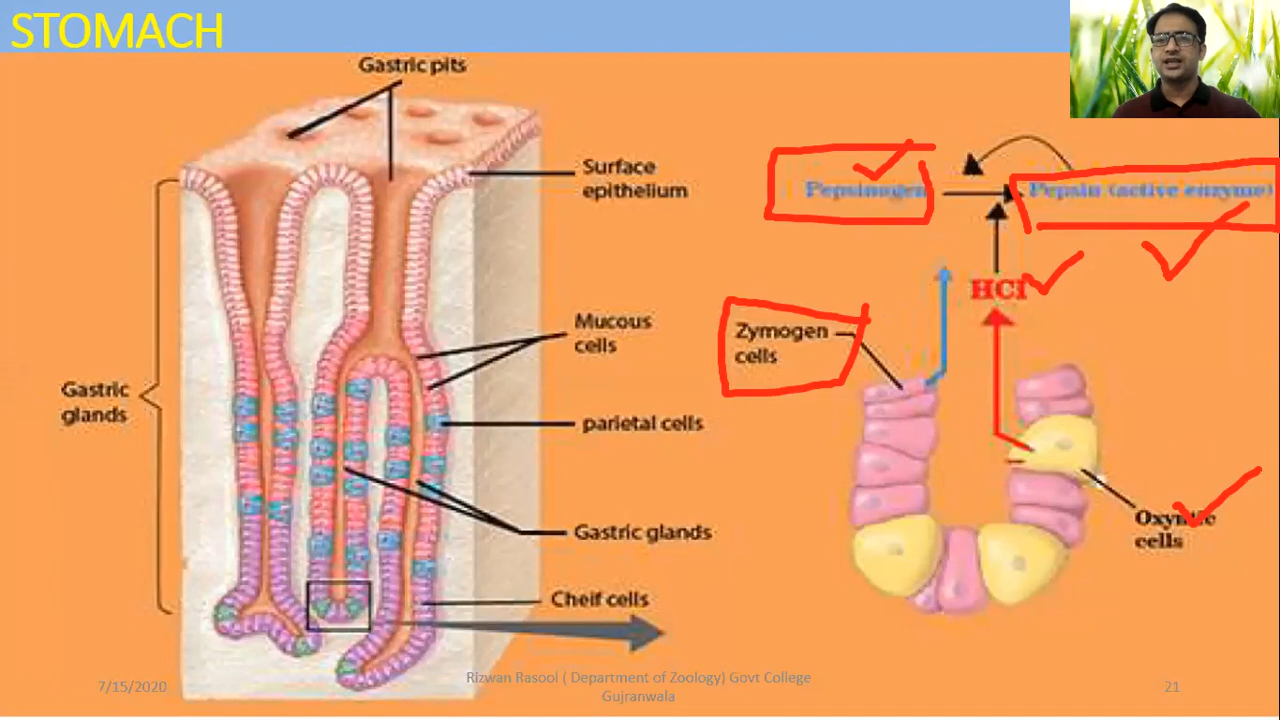 STOMACH
Gastric pits
Surface
epithelium
Pepsinogen
Pepsin (active enzyme)
HCl
Mucous
cells
Zymogen
cells
Gastric
glands
parietal cells
Gastric glands
Oxyntic
cells
Cheif cells
7/15/2020
Rizwan Rasool ( Department of Zoology) Govt College
Gujranwala
21